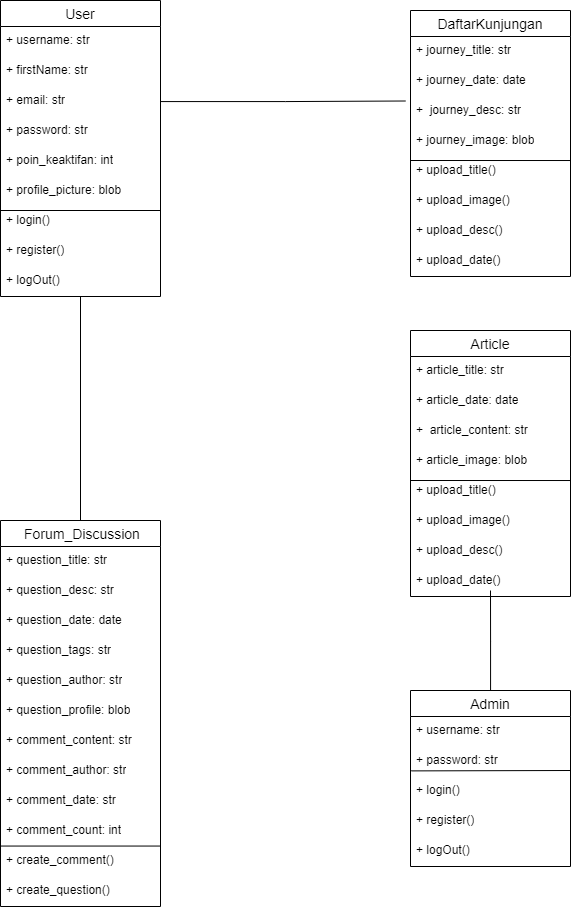 User
+ username: str
+ firstName: str
+ email: str
+ password: str
+ poin_keaktifan: int
+ profile_picture: blob
+ login()
+ register()
+ logOut()
DaftarKunjungan
+ journey_title: str
+ journey_date: date
+  journey_desc: str
+ journey_image: blob
+ upload_title()
+ upload_image()
+ upload_desc()
+ upload_date()
Article
+ article_title: str
+ article_date: date
+  article_content: str
+ article_image: blob
+ upload_title()
+ upload_image()
+ upload_desc()
+ upload_date()
Forum_Discussion
+ question_title: str
+ question_desc: str
+ question_date: date
+ question_tags: str
+ question_author: str
+ question_profile: blob
+ comment_content: str
+ comment_author: str
+ comment_date: str
+ comment_count: int
+ create_comment()
+ create_question()
Admin
+ username: str
+ password: str
+ login()
+ register()
+ logOut()